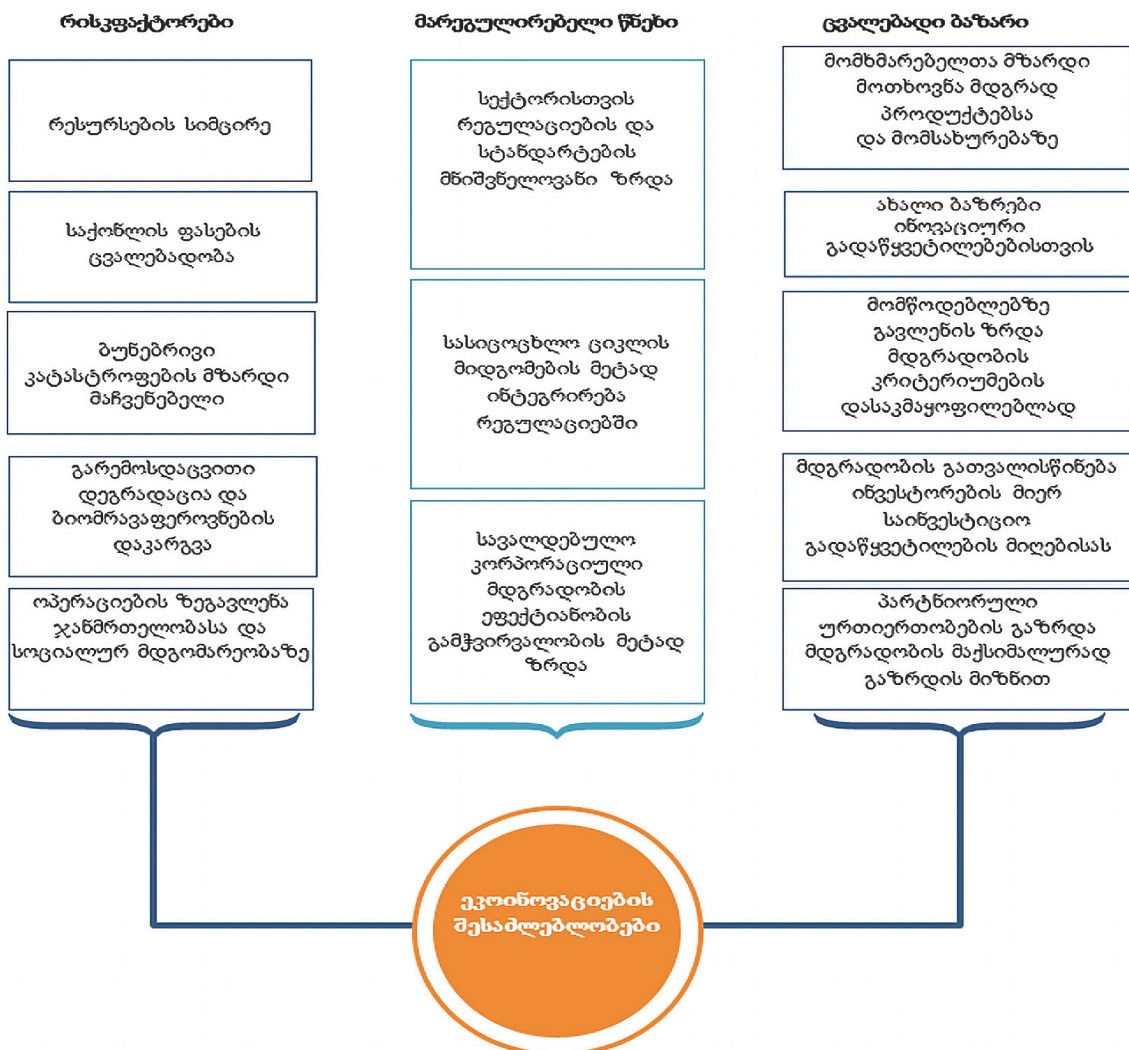 რისკფაქტორები
რესურსების სიმცირე
საქონლის ფასების
ცვალებადობა
ბუნებრივი
კატასტროფების მზარდი
მაჩვენებელი
გარემოსდაცვითი
დეგრადაცია და
ბიომრავაფეროვნების
დაკარგვა
ოპერაციების ზეგავლენა
ჯანმრთელობასა და
სოციალურ მდგომარეობაზე
მარეგულირებელი წნეხი
სექტორისთვის
რეგულაციების და
სტანდარტების
მნიშვნელოვანი ზრდა
სასიცოცხლო ციკლის
მიდგომების მეტად
ინტეგრირება
რეგულაციებში
სავალდებულო
კორპორაციული
მდგრადობის
ეფექტიანობის
გამჭვირვალობის მეტად
ზრდა
ცვალებადი ბაზარი
მომხმარებელთა მზარდი
მოთხოვნა მდგრად
პროდუქტებსა
და მომსახურებაზე
ახალი ბაზრები
ინოვაციური
გადაწყვეტილებებისთვის
მომწოდებლებზე
გავლენის ზრდა
მდგრადობის
კრიტერიუმების
დასაკმაყოფილებლად
მდგრადობის გათვალისწინება
ინვესტორების მიერ
საინვესტიციო
გადაწყვეტილების მიღებისას
პარტნიორული
ურთიერთობების გაზრდა
მდგრადობის მაქსიმალურად
გაზრდის მიზნით
ეკოინოვაციების
შესაძლებლობები